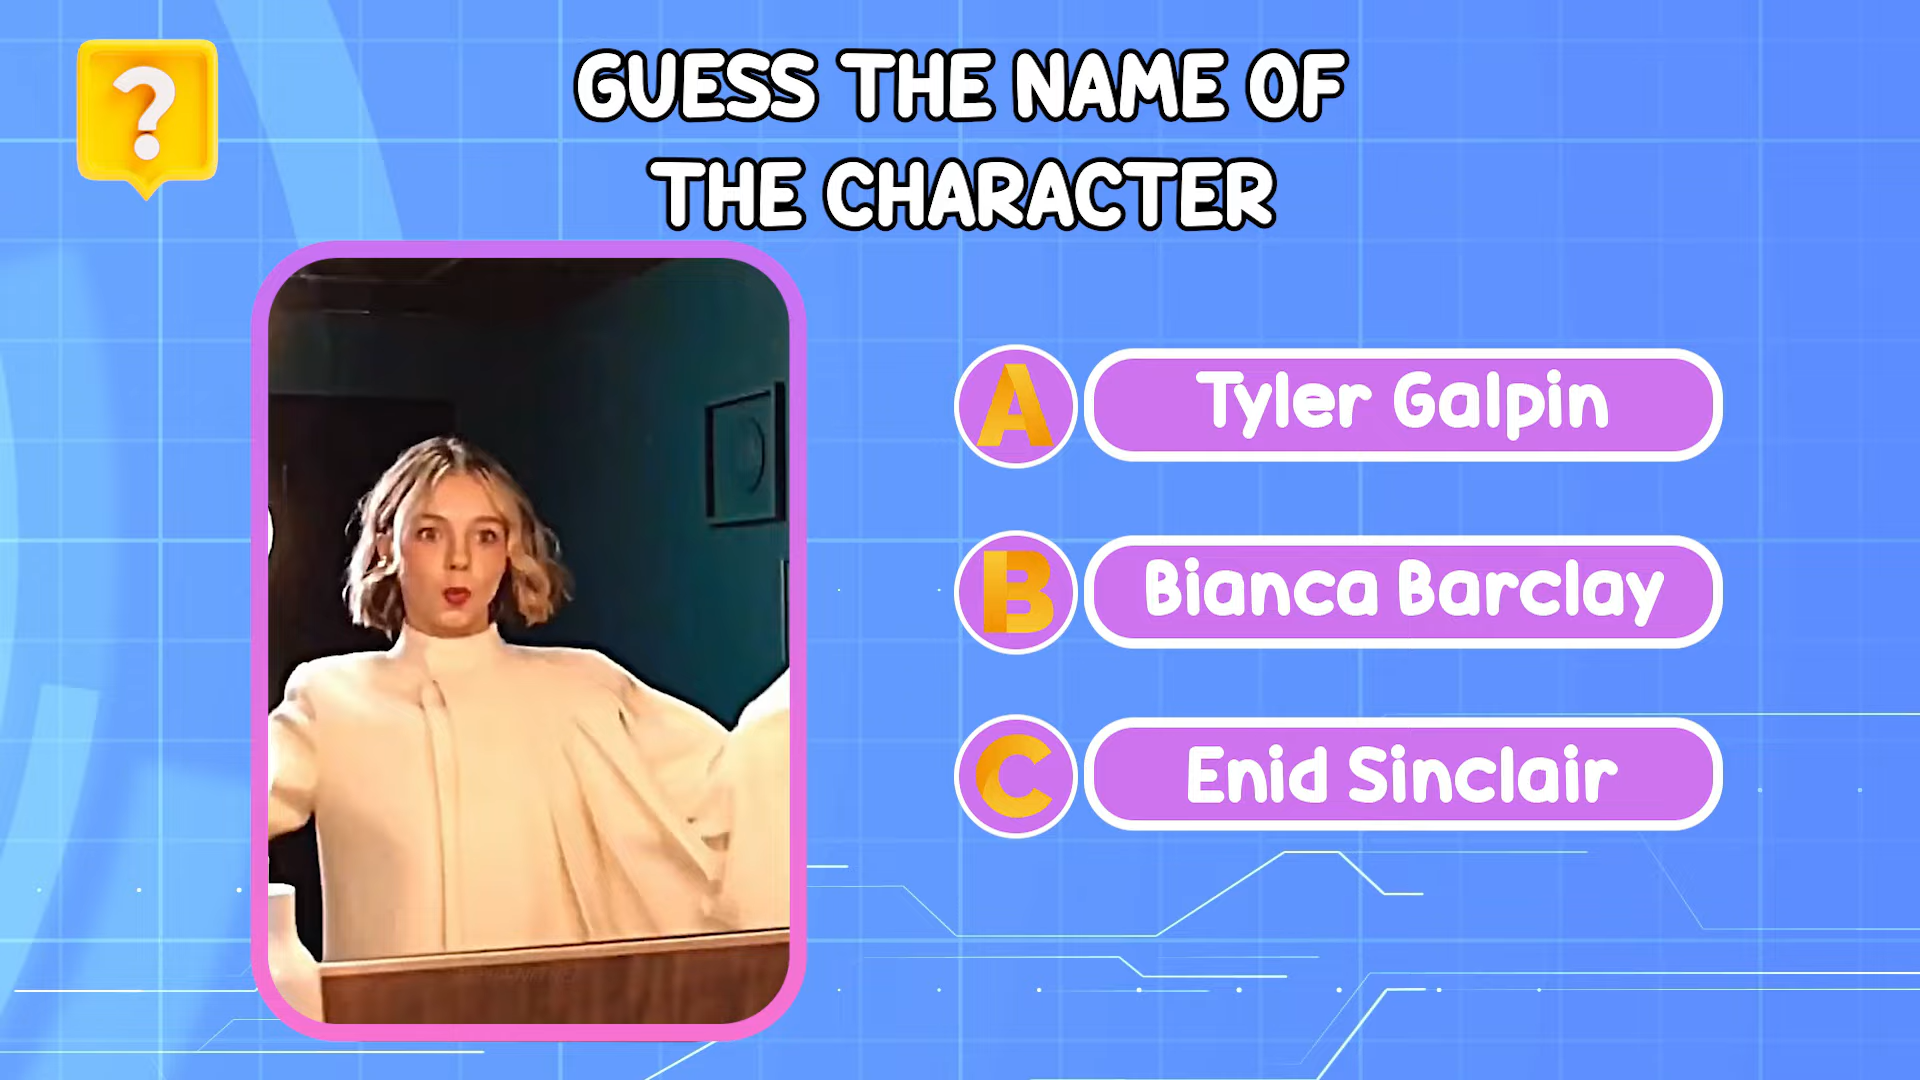 ?
GUESS THE NAME OF
THE CHARACTER
A Tyler Galpin
B Bianca Barclay
C Enid Sinclair